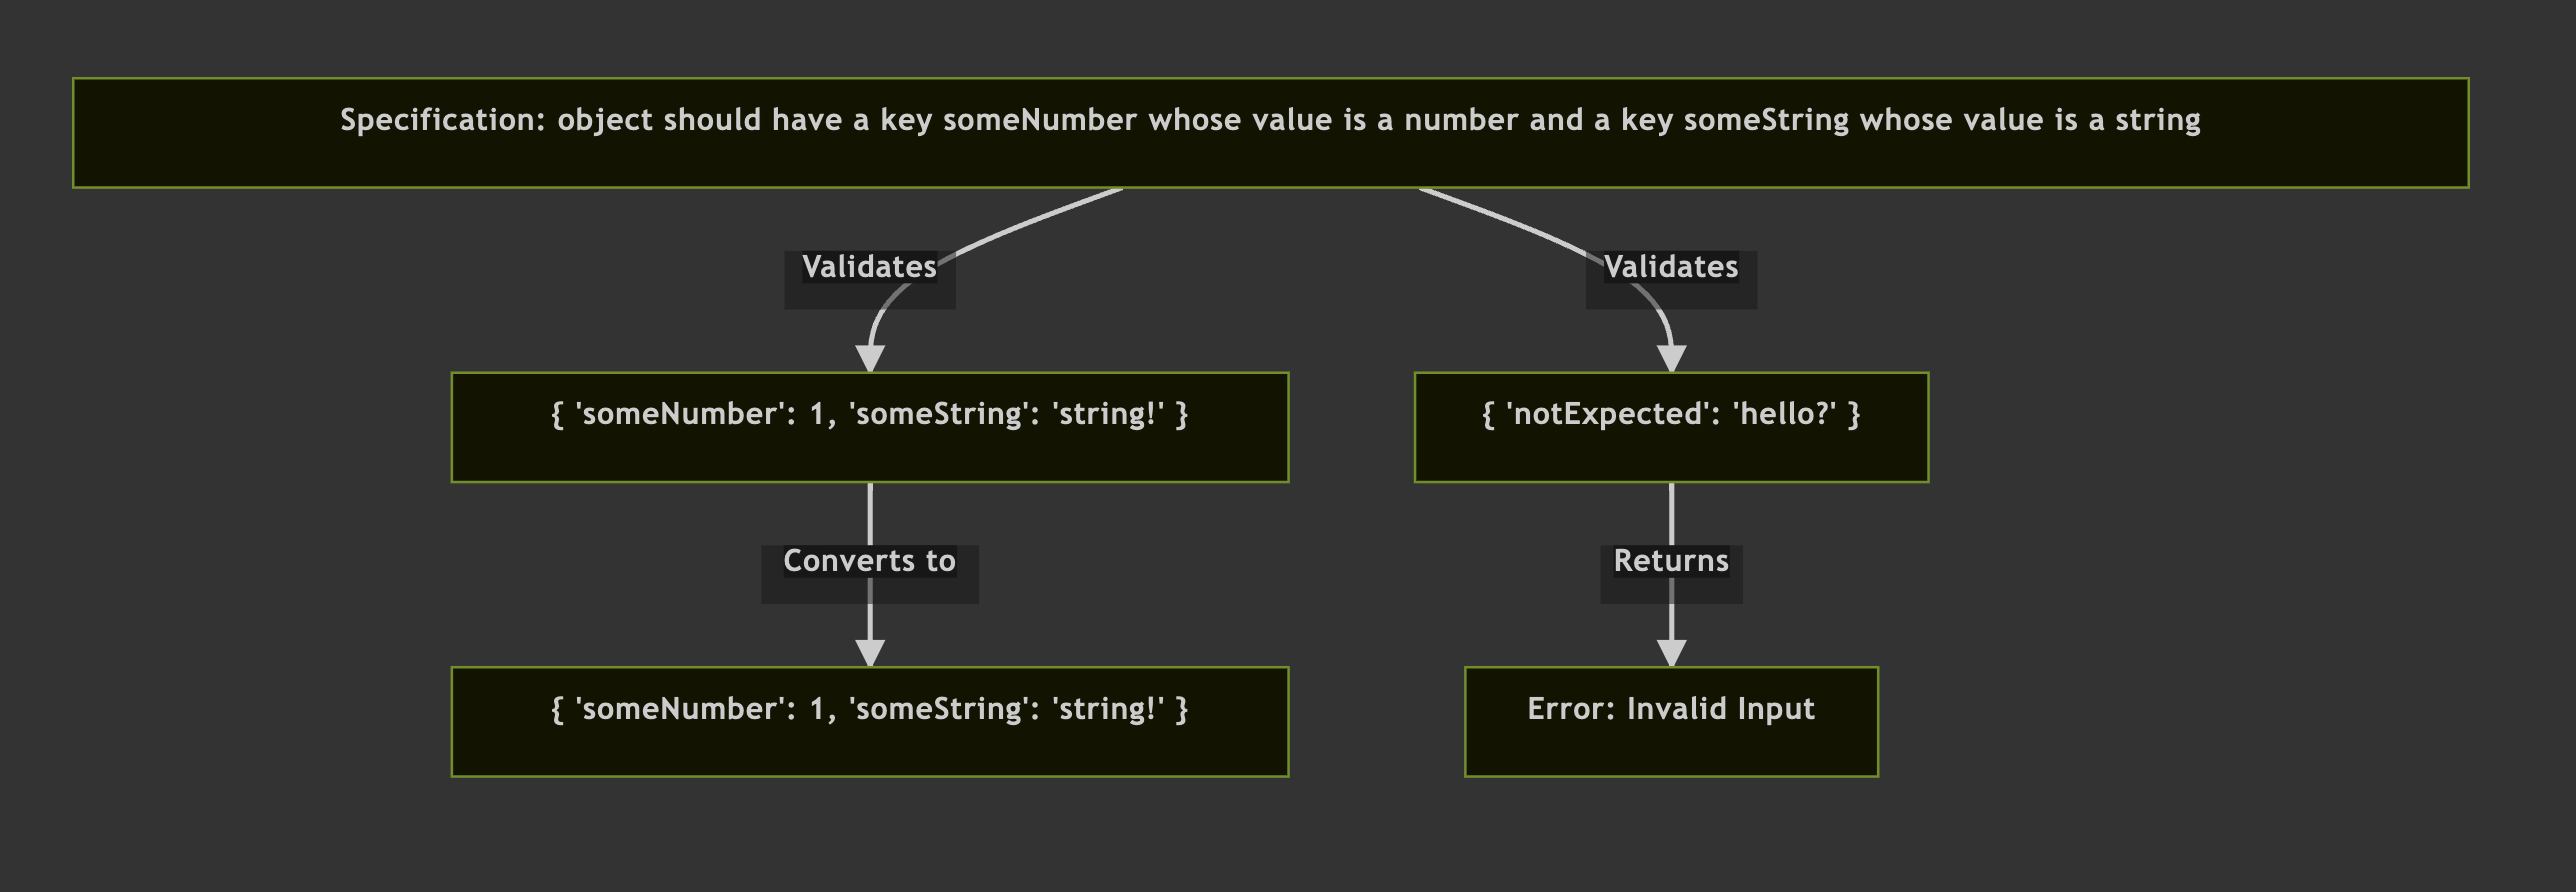 Specification: object should have a key someNumber whose value is a number and a key someString whose value is a string
Validates
Validates
{ 'someNumber': 1, 'someString': 'string!' }
{ 'notExpected': 'hello?' }
Converts to
Returns
{ 'someNumber': 1, 'someString': 'string!' }
Error: Invalid Input